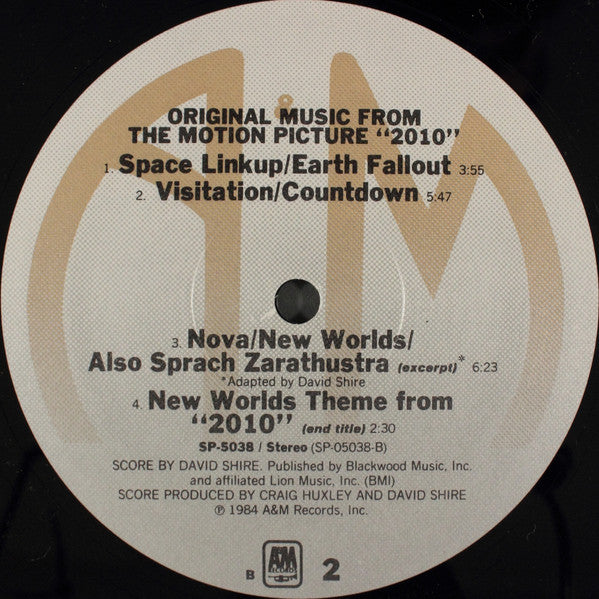 ORIGINAL MUSIC FROM
THE MOTION PICTURE "2010"
1. Space Linkup/Earth Fallout 3:55
2. Visitation/Countdown 5:47
3. Nova/New Worlds/
Also Sprach Zarathustra (excerpt)* 6:23
*Adapted by David Shire
4. New Worlds Theme from
"2010" (end title) 2:30
SP-5038 / Stereo (SP-05038-B)
SCORE BY DAVID SHIRE. Published by Blackwood Music, Inc.
and affiliated Lion Music, Inc. (BMI)
SCORE PRODUCED BY CRAIG HUXLEY AND DAVID SHIRE
℗ 1984 A&M Records, Inc.
A&M
RECORDS
B 2